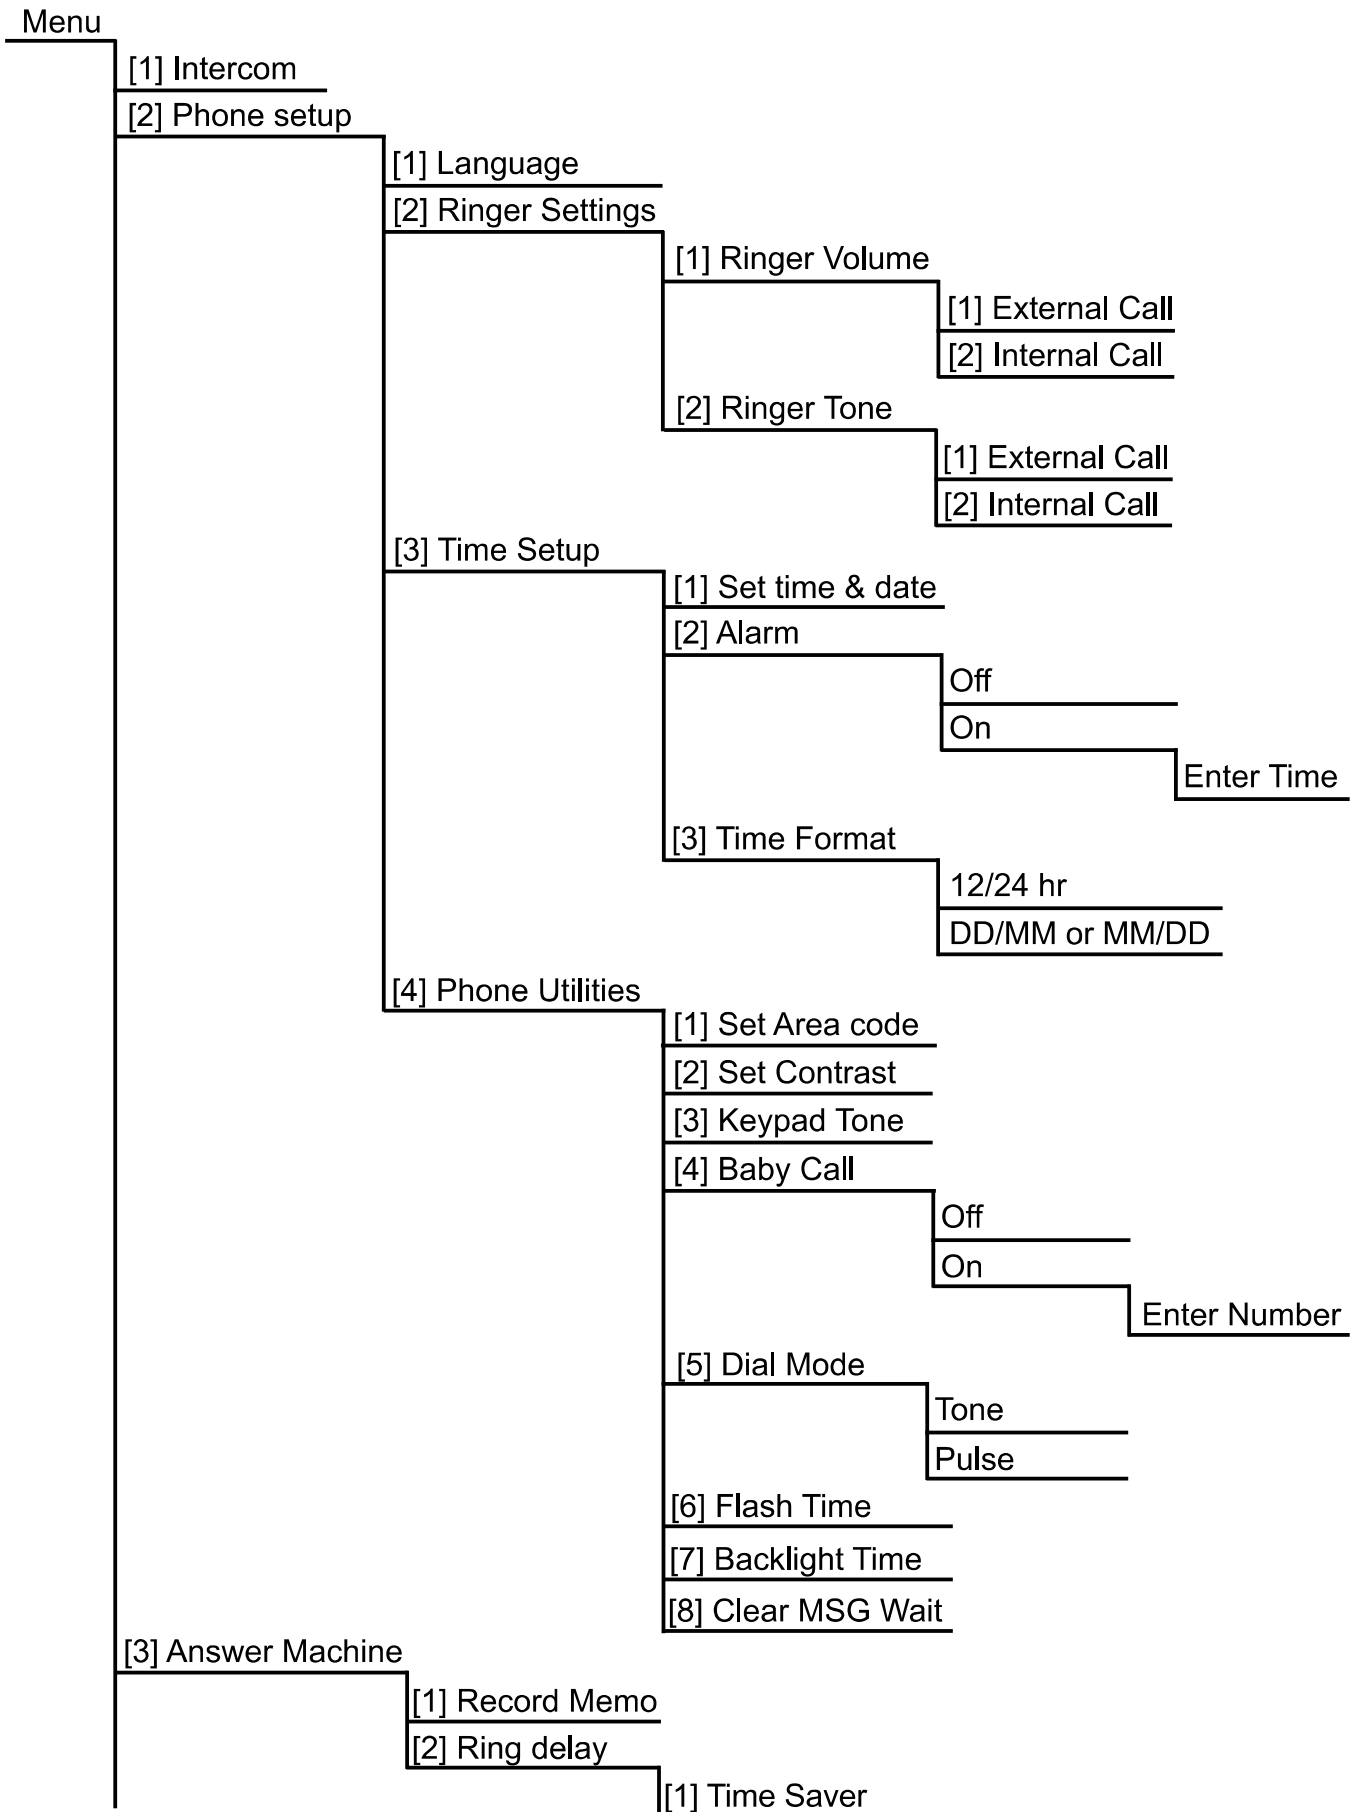 Menu
[1] Intercom
[2] Phone setup
[1] Language
[2] Ringer Settings
[1] Ringer Volume
[1] External Call
[2] Internal Call
[2] Ringer Tone
[1] External Call
[2] Internal Call
[3] Time Setup
[1] Set time & date
[2] Alarm
Off
On
Enter Time
[3] Time Format
12/24 hr
DD/MM or MM/DD
[4] Phone Utilities
[1] Set Area code
[2] Set Contrast
[3] Keypad Tone
[4] Baby Call
Off
On
Enter Number
[5] Dial Mode
Tone
Pulse
[6] Flash Time
[7] Backlight Time
[8] Clear MSG Wait
[3] Answer Machine
[1] Record Memo
[2] Ring delay
[1] Time Saver